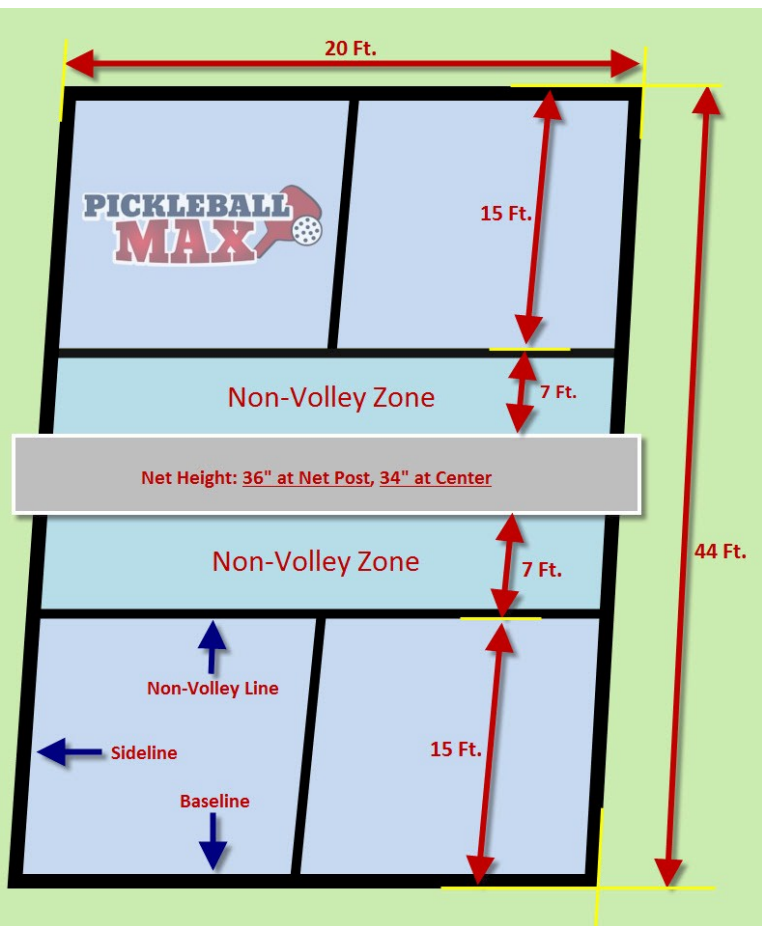 20 Ft.
PICKLEBALL
MAX
15 Ft.
Non-Volley Zone
7 Ft.
Net Height: 36" at Net Post, 34" at Center
44 Ft.
Non-Volley Zone
7 Ft.
Non-Volley Line
Sideline
15 Ft.
Baseline